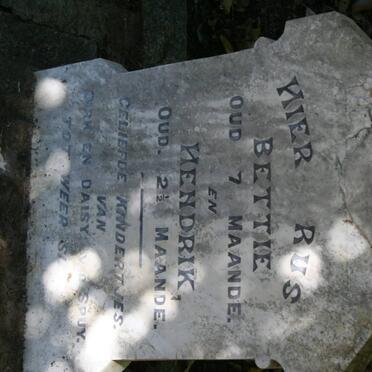 HIER RUS
BETTIE
OUD 7 MAANDE.
EN
HENDRIK,
OUD. 2½ MAANDE.
GELIEFDE KINDERTJES.
VAN
DIRK EN DAISY
TOT WEER